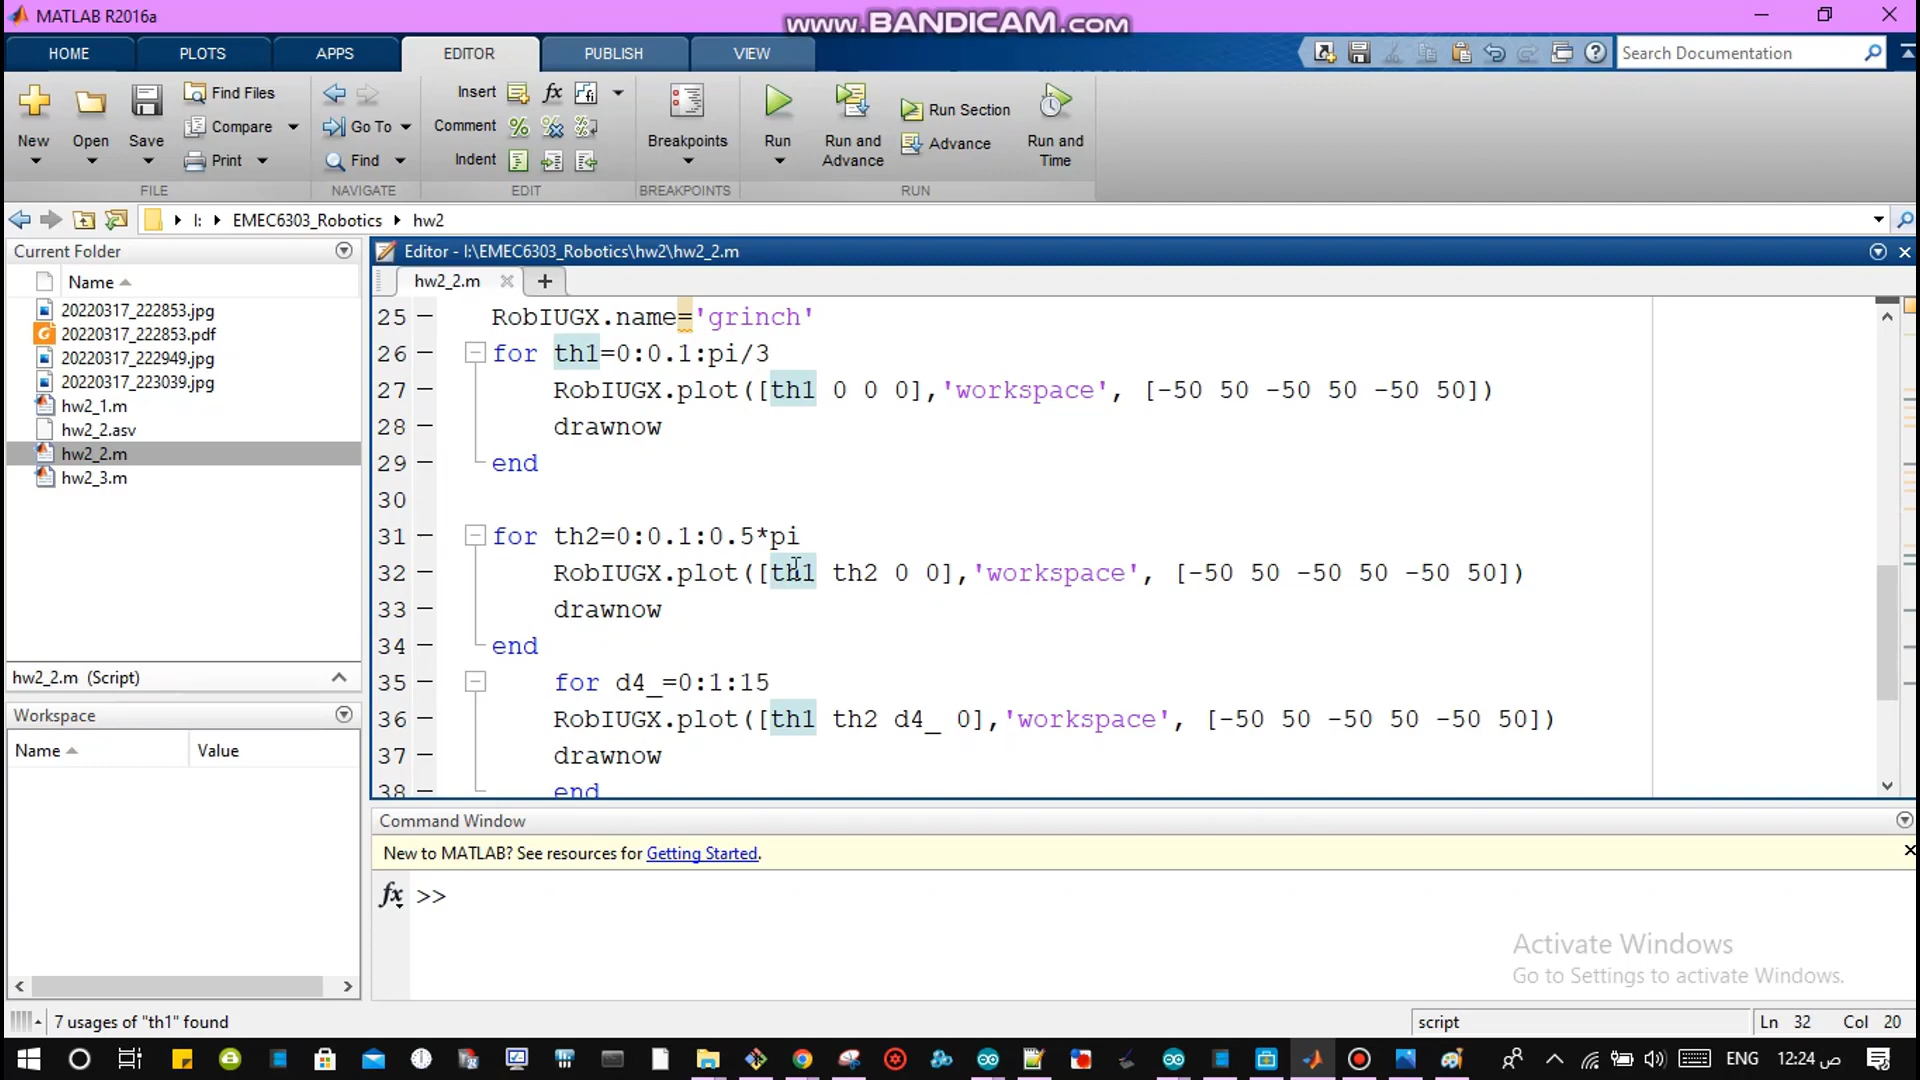 MATLAB R2016a
www.BANDICAM.com
HOME PLOTS APPS EDITOR PUBLISH VIEW
Search Documentation
New Open Save Find Files Compare Print
Go To Find
Insert fx
Comment
Indent
Breakpoints
Run
Run and Advance
Run Section
Advance
Run and Time
FILE NAVIGATE EDIT BREAKPOINTS RUN
I: EMEC6303_Robotics hw2
Current Folder
Name
20220317_222853.jpg
20220317_222853.pdf
20220317_222949.jpg
20220317_223039.jpg
hw2_1.m
hw2_2.asv
hw2_2.m
hw2_3.m
hw2_2.m (Script)
Workspace
Name Value
Editor - I:\EMEC6303_Robotics\hw2\hw2_2.m
hw2_2.m
25 RobIUGX.name='grinch'
26 for th1=0:0.1:pi/3
27 RobIUGX.plot([th1 0 0 0],'workspace', [-50 50 -50 50 -50 50])
28 drawnow
29 end
30
31 for th2=0:0.1:0.5*pi
32 RobIUGX.plot([th1 th2 0 0],'workspace', [-50 50 -50 50 -50 50])
33 drawnow
34 end
35 for d4_=0:1:15
36 RobIUGX.plot([th1 th2 d4_ 0],'workspace', [-50 50 -50 50 -50 50])
37 drawnow
38 end
Command Window
New to MATLAB? See resources for Getting Started.
fx >>
Activate Windows
Go to Settings to activate Windows.
7 usages of "th1" found
script
Ln 32 Col 20
ENG
12:24 ص